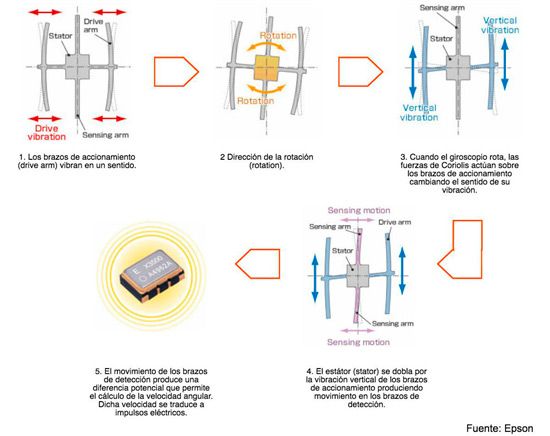 Drive
arm
Stator
Drive
vibration
Sensing arm
1. Los brazos de accionamiento
(drive arm) vibran en un sentido.
Rotation
Rotation
2 Dirección de la rotación
(rotation).
Sensing arm
Vertical
vibration
Stator
Vertical
vibration
3. Cuando el giroscopio rota, las
fuerzas de Coriolis actúan sobre
los brazos de accionamiento
cambiando el sentido de su
vibración.
Sensing motion
Sensing arm
Drive arm
Stator
Sensing arm
Sensing motion
4. El estátor (stator) se dobla por
la vibración vertical de los brazos
de accionamiento produciendo
movimiento en los brazos de
detección.
E X3500
A4962A
5. El movimiento de los brazos
de detección produce una
diferencia potencial que permite
el cálculo de la velocidad angular.
Dicha velocidad se traduce a
impulsos eléctricos.
Fuente: Epson